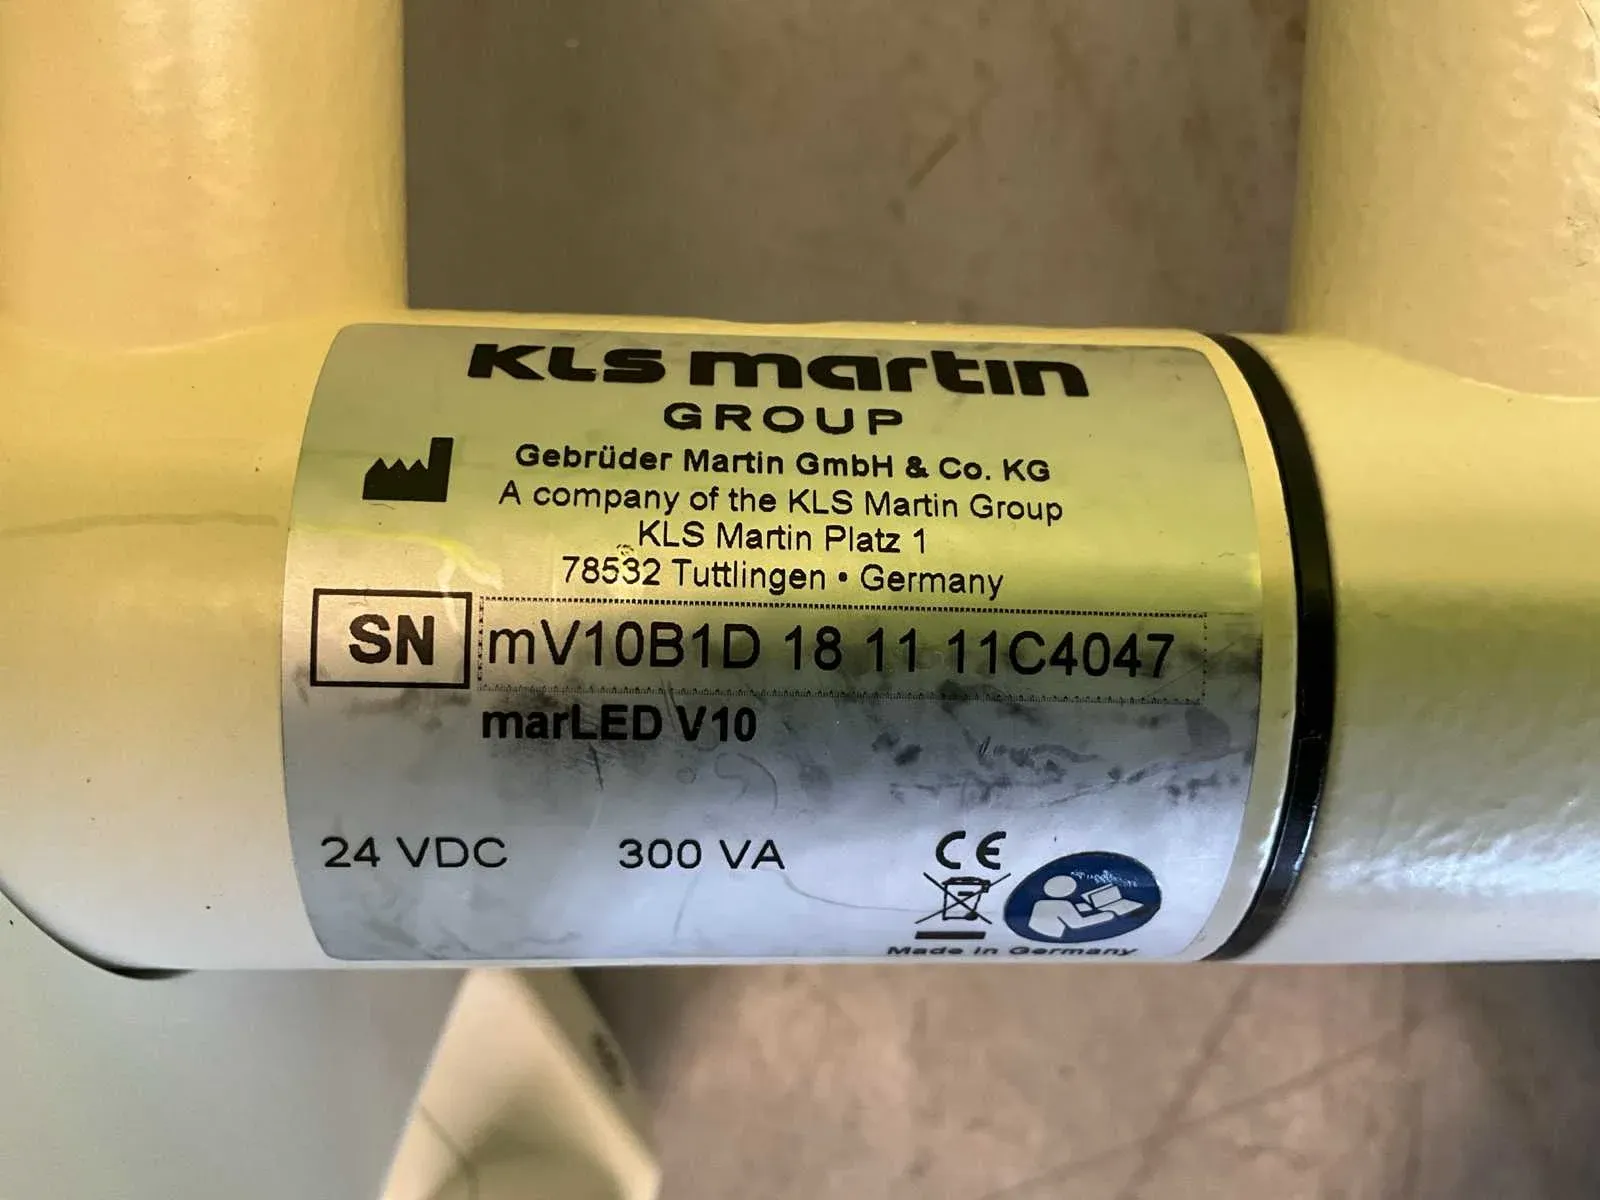 KLS martin
GROUP
Gebrüder Martin GmbH & Co. KG
A company of the KLS Martin Group
KLS Martin Platz 1
78532 Tuttlingen • Germany
SN mV10B1D 18 11 11C4047
marLED V10
24 VDC 300 VA
CE
Made in Germany